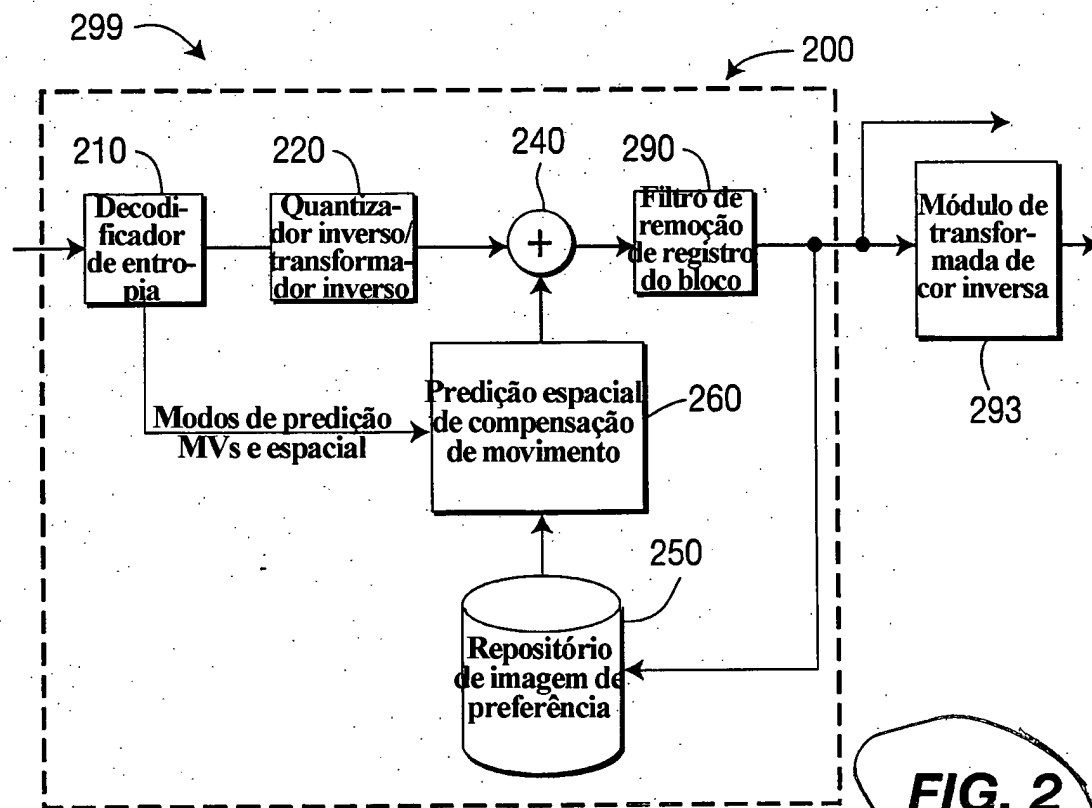 299
200
210
220
240
290
Decodi-
ficador
de entro-
pia
Quantiza-
dor inverso/
transforma-
dor inverso
+
Filtro de
remoção
de registro
do bloco
Módulo de
transfor-
mada de
cor inversa
293
Modos de predição
MVs e espacial
Predição espacial
de compensação
de movimento
260
250
Repositório
de imagem de
preferência
FIG. 2